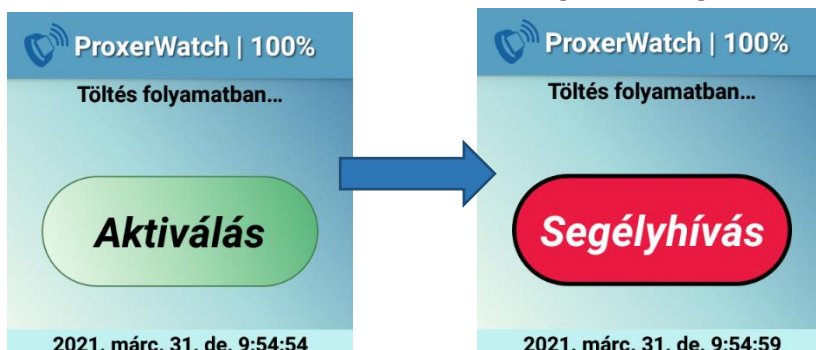 ProxerWatch | 100%
Töltés folyamatban...
Aktiválás
2021. márc. 31. de. 9:54:54
ProxerWatch | 100%
Töltés folyamatban...
Segélyhívás
2021. márc. 31. de. 9:54:59